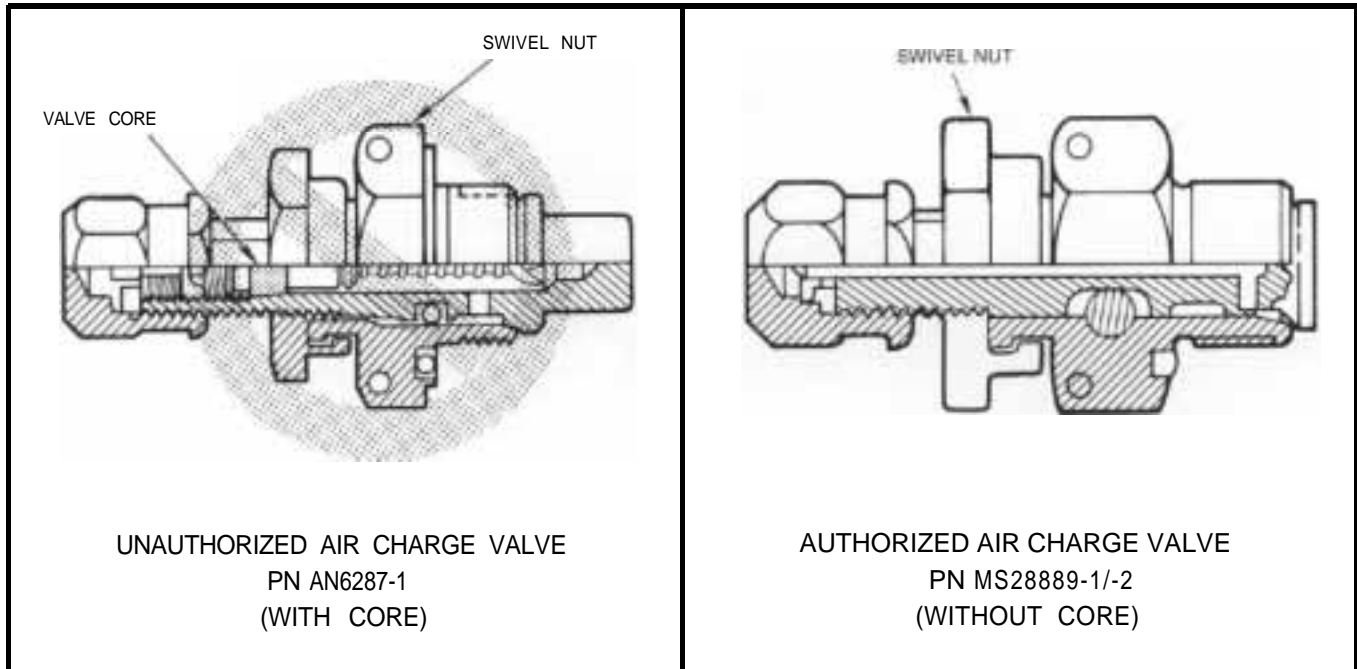 SWIVEL NUT
VALVE CORE
UNAUTHORIZED AIR CHARGE VALVE
PN AN6287-1
(WITH CORE)
SWIVEL NUT
AUTHORIZED AIR CHARGE VALVE
PN MS28889-1/-2
(WITHOUT CORE)